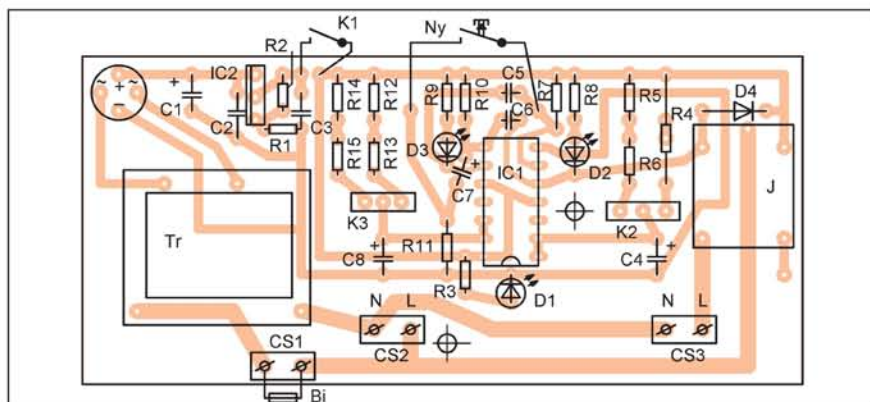 K1 Ny
R2
IC2
~ + ~
−
+
C1
C2
R1
C3
R14
R12
R9
R10
C5
C6
R7
R8
R5
R4
D4
R15
R13
D3
+
C7
IC1
D2
R6
J
Tr
K3
K2
+
C8
R11
R3
D1
C4
+
N L
CS2
N L
CS3
CS1
Bi